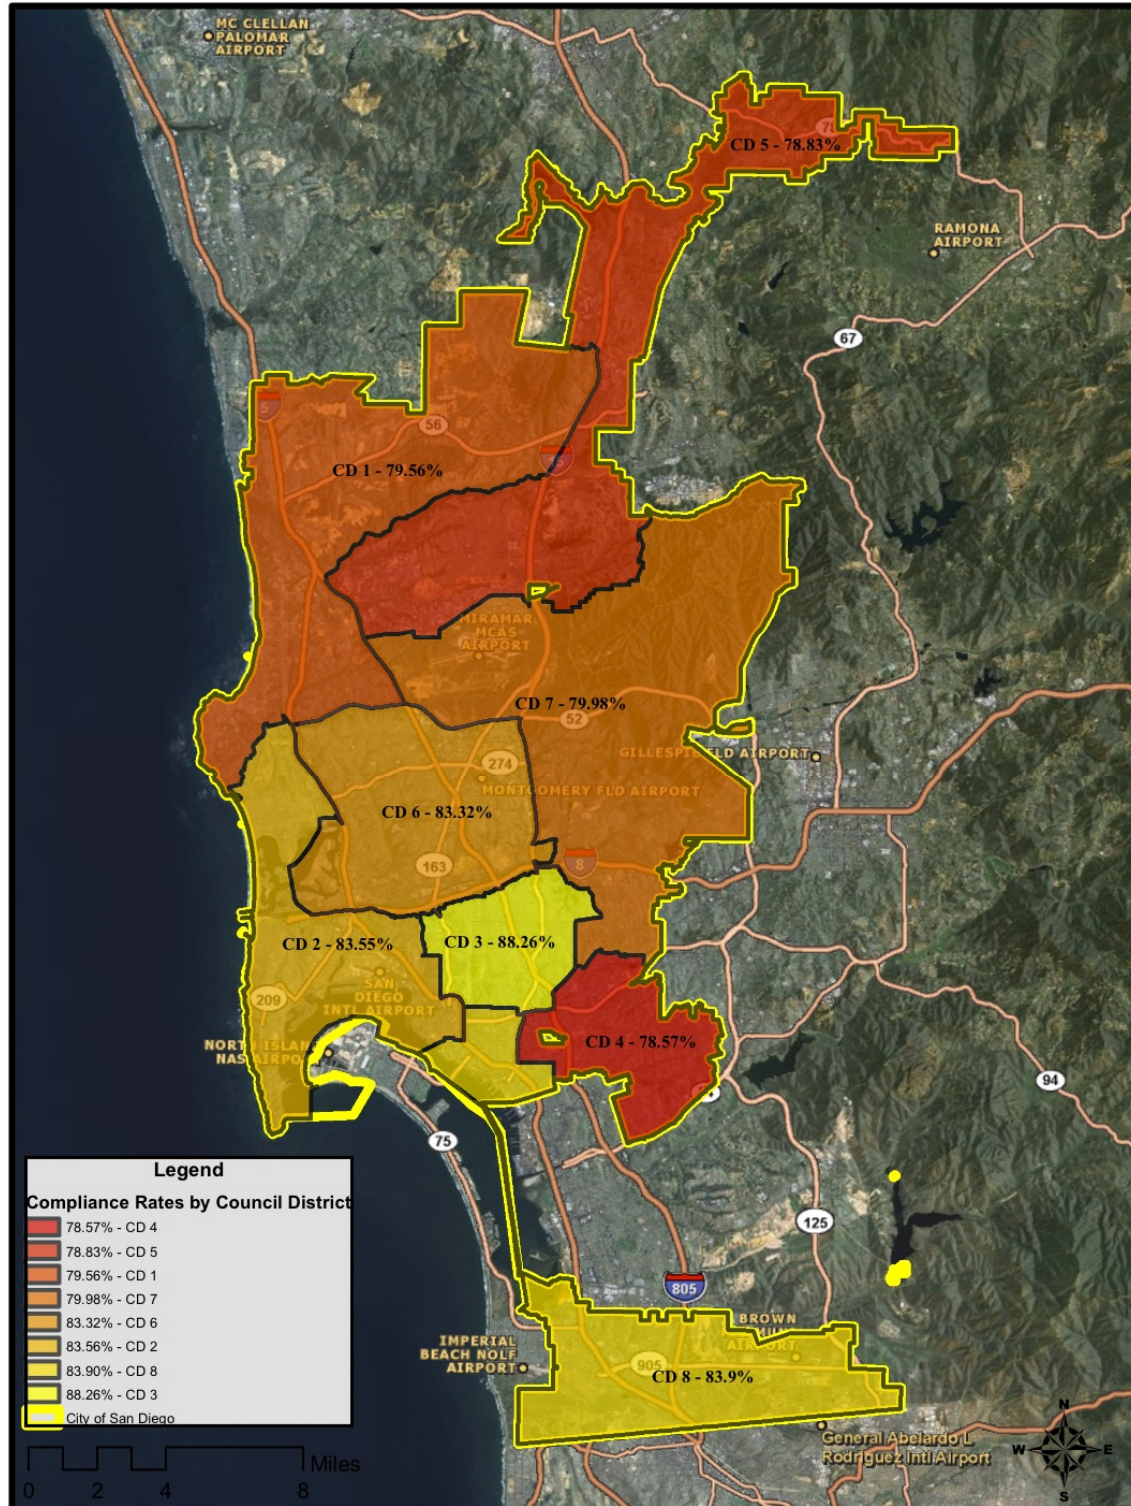 MC CLELLAN
PALOMAR
AIRPORT
CD 5 - 78.83%
RAMONA
AIRPORT
67
5
56
CD 1 - 79.56%
MIRAMAR
MCAS
AIRPORT
CD 7 - 79.98%
52
GILLESPIE FLD AIRPORT
274
MONTGOMERY FLD AIRPORT
CD 6 - 83.32%
163
8
CD 2 - 83.55%
CD 3 - 88.26%
SAN
DIEGO
INTL AIRPORT
209
NORTH ISLAND
NAS AIRPORT
CD 4 - 78.57%
94
75
125
805
BROWN
AIRPORT
IMPERIAL
BEACH NOLF
AIRPORT
905
CD 8 - 83.9%
General Abelardo L
Rodriguez Intl Airport
Legend
Compliance Rates by Council District
78.57% - CD 4
78.83% - CD 5
79.56% - CD 1
79.98% - CD 7
83.32% - CD 6
83.56% - CD 2
83.90% - CD 8
88.26% - CD 3
City of San Diego
Miles
0 2 4 8
N
W E
S